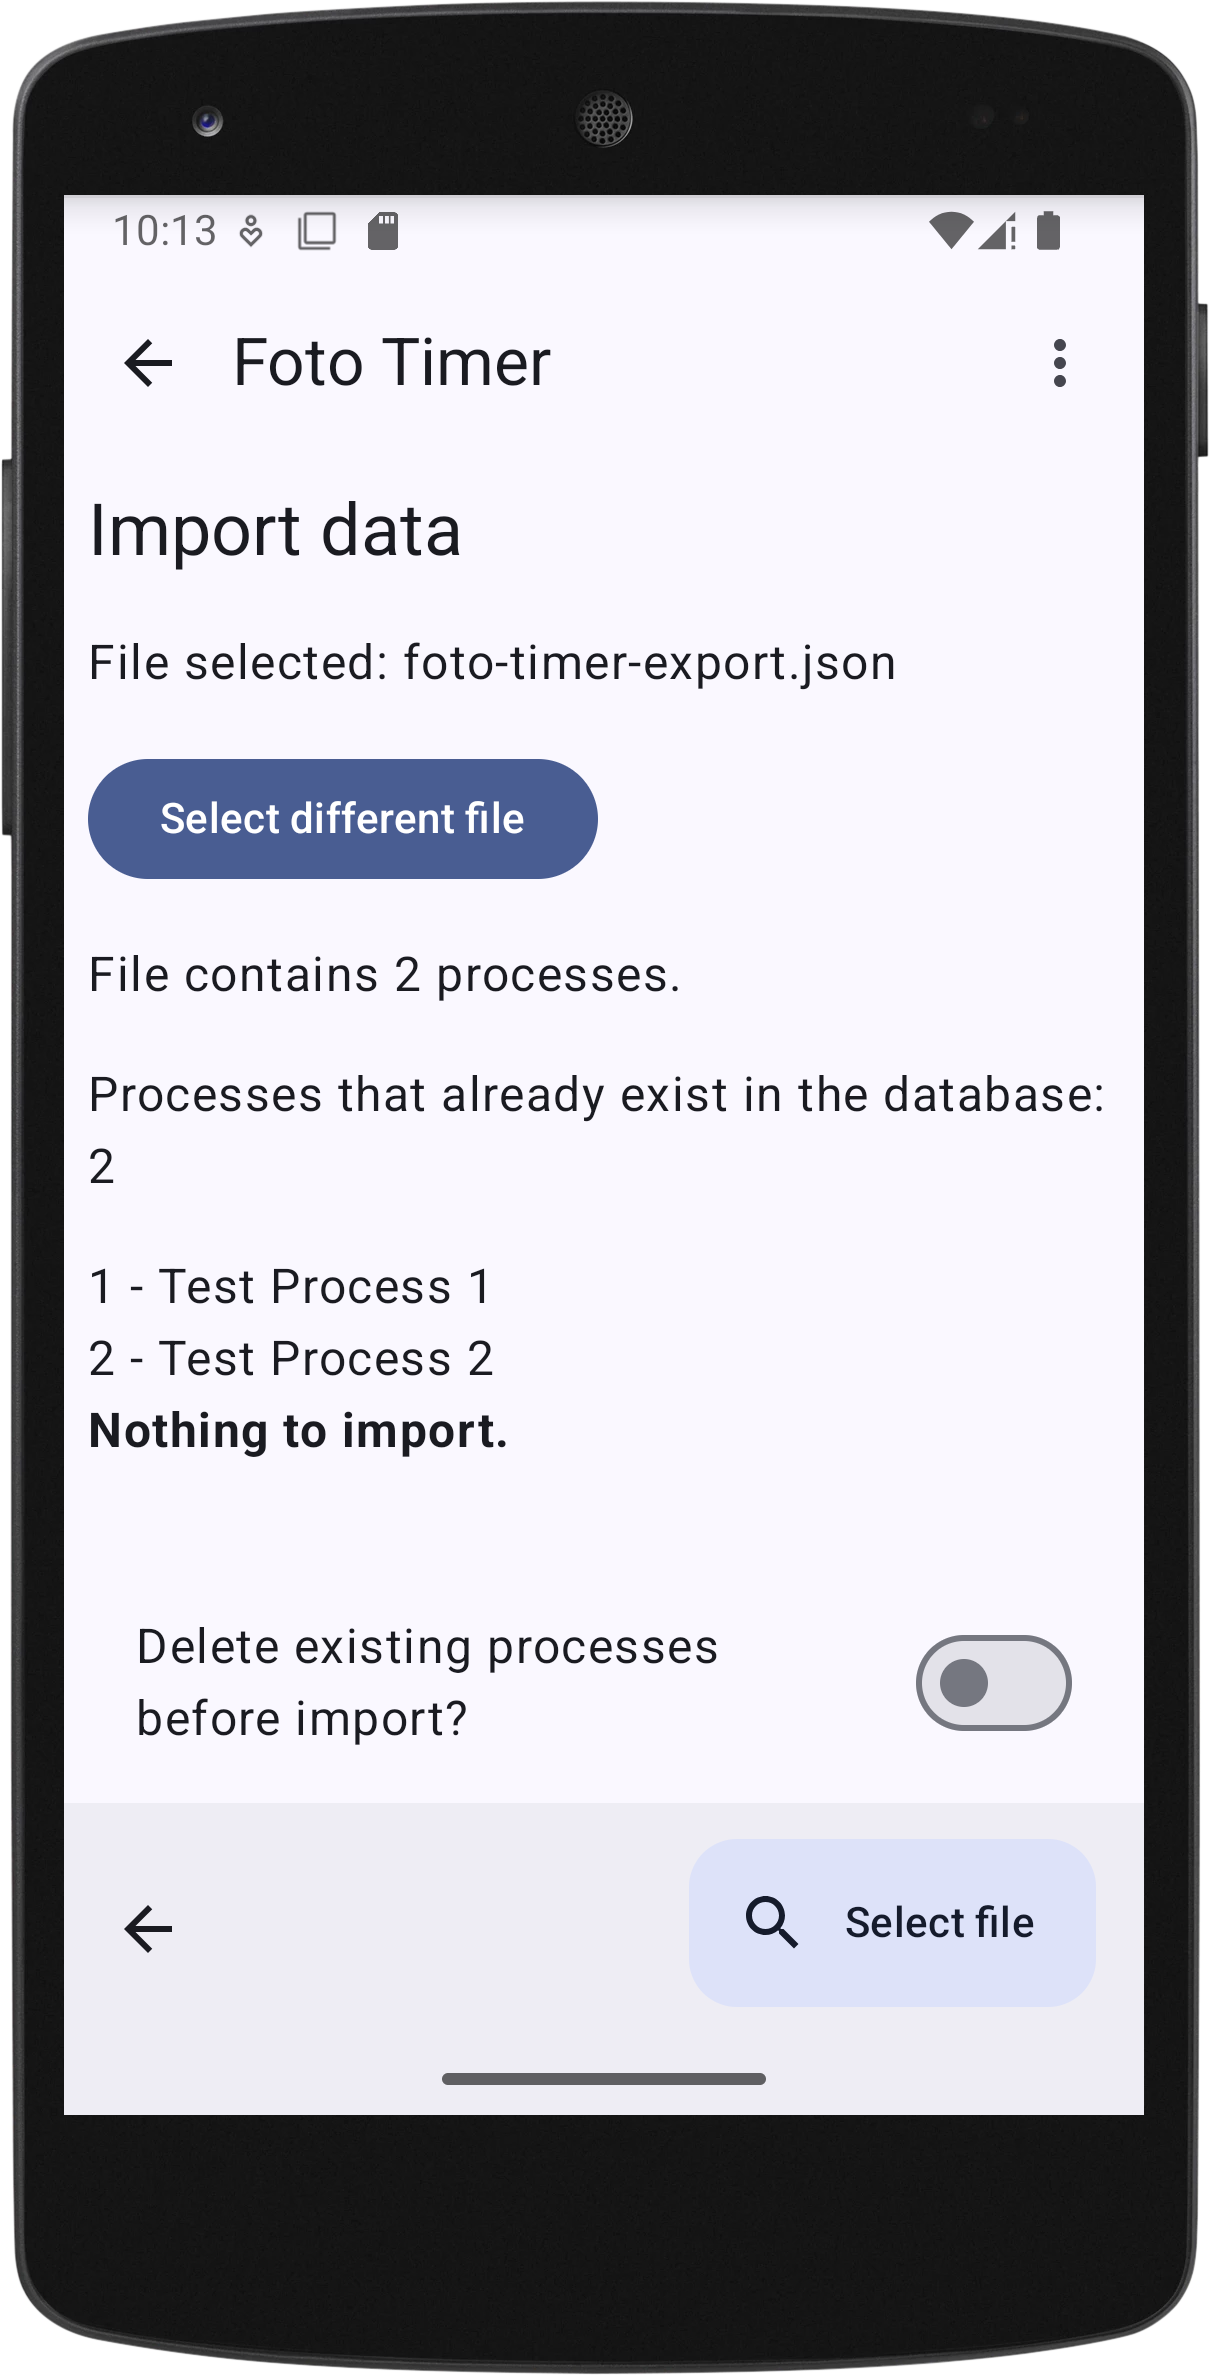 10:13
Foto Timer
Import data
File selected: foto-timer-export.json
Select different file
File contains 2 processes.
Processes that already exist in the database:
2
1 - Test Process 1
2 - Test Process 2
Nothing to import.
Delete existing processes
before import?
Select file